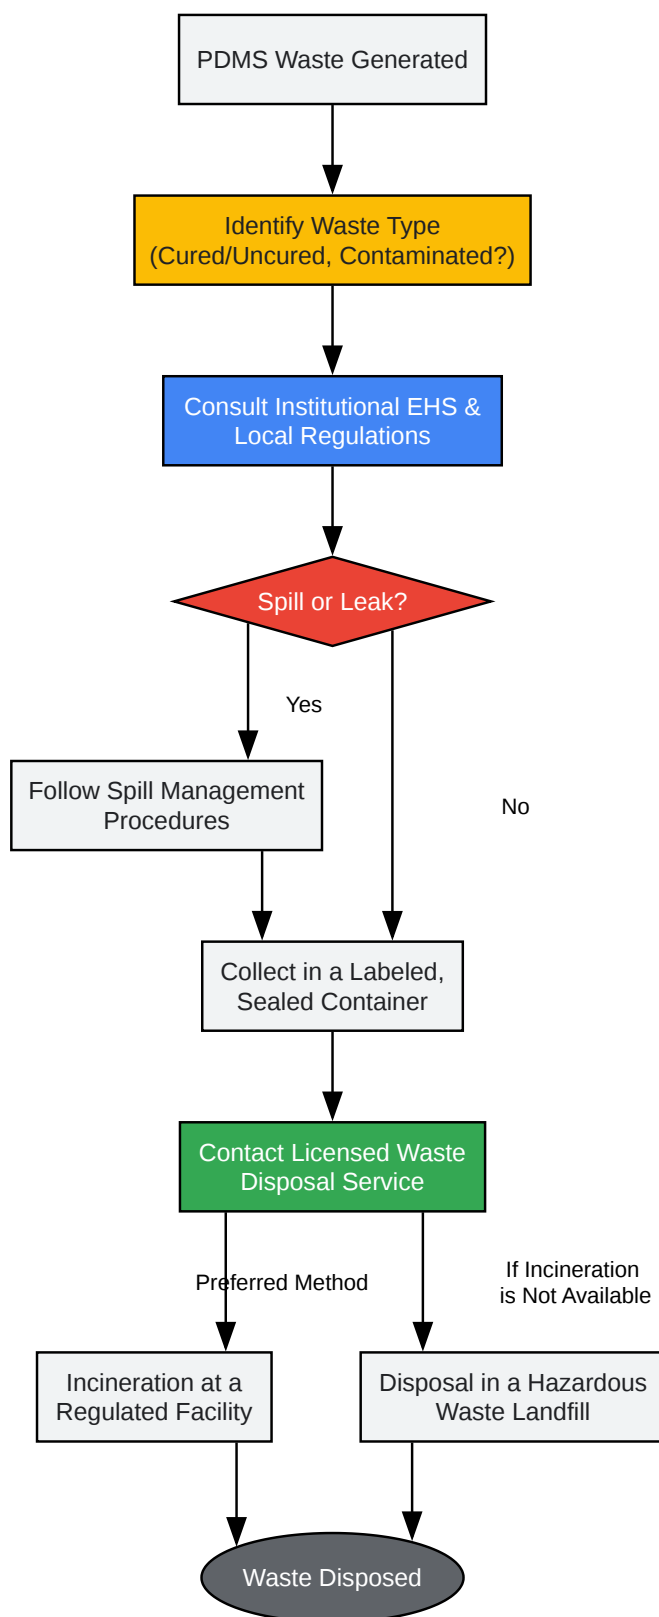 PDMS Waste Generated
Identify Waste Type
(Cured/Uncured, Contaminated?)
Consult Institutional EHS &
Local Regulations
Spill or Leak?
Yes
Follow Spill Management
Procedures
No
Collect in a Labeled,
Sealed Container
Contact Licensed Waste
Disposal Service
Preferred Method
If Incineration
is Not Available
Incineration at a
Regulated Facility
Disposal in a Hazardous
Waste Landfill
Waste Disposed